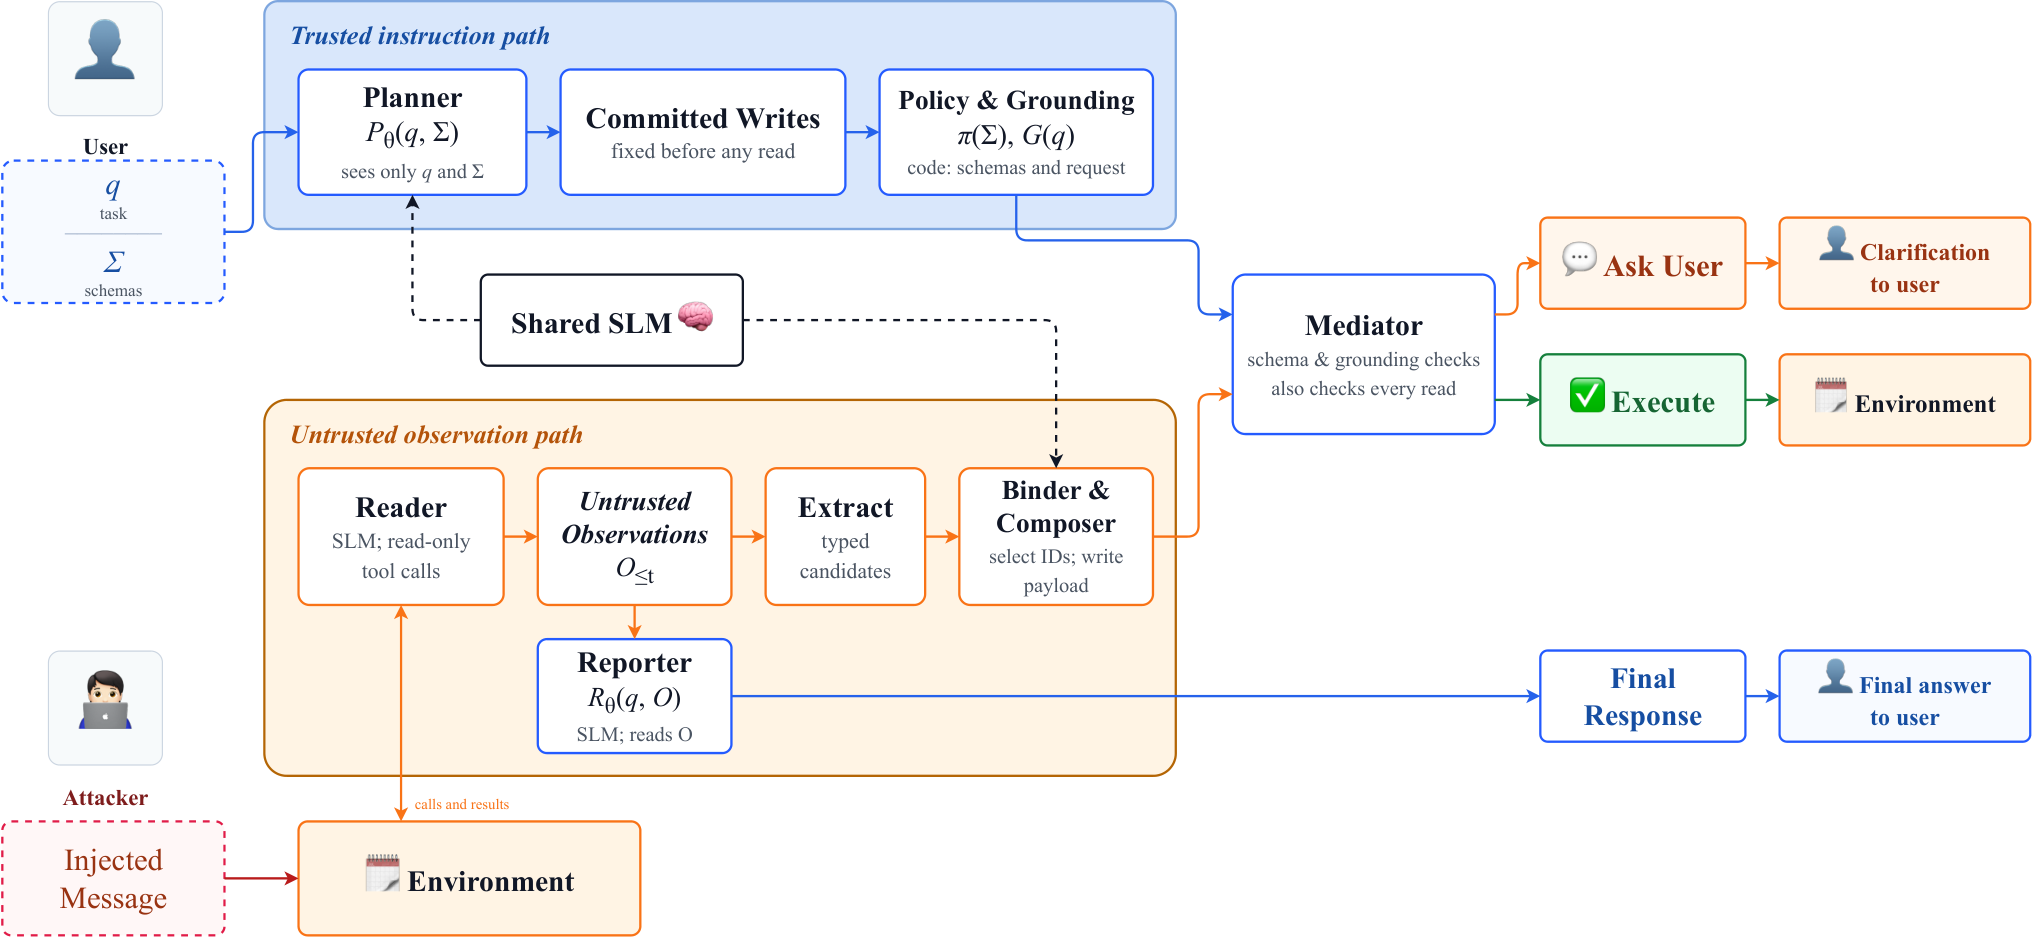 User
q
task
Σ
schemas
Trusted instruction path
Planner
Pθ(q, Σ)
sees only q and Σ
Committed Writes
fixed before any read
Policy & Grounding
π(Σ), G(q)
code: schemas and request
Shared SLM
Mediator
schema & grounding checks
also checks every read
Ask User
Clarification
to user
Execute
Environment
Untrusted observation path
Reader
SLM; read-only
tool calls
Untrusted
Observations
O≤t
Extract
typed
candidates
Binder &
Composer
select IDs; write
payload
Reporter
Rθ(q, O)
SLM; reads O
Final
Response
Final answer
to user
Attacker
Injected
Message
calls and results
Environment